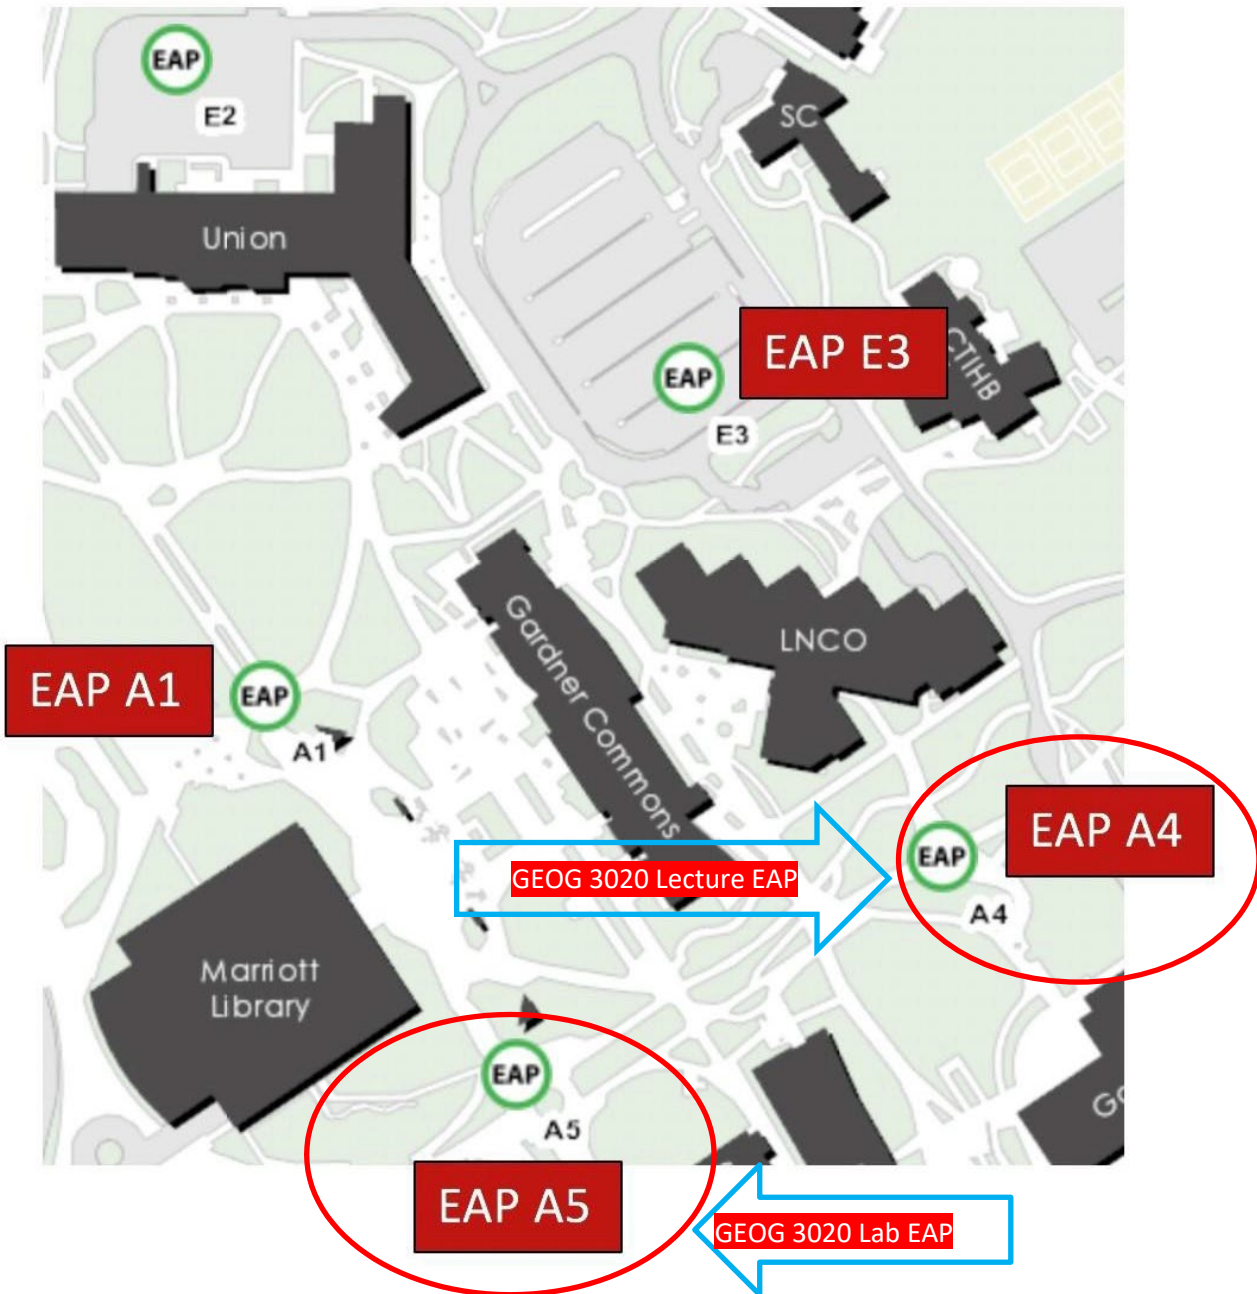 EAP
E2
SC
Union
EAP E3
CTIHB
EAP
E3
Gardner Commons
LNCO
EAP A1
EAP
A1
EAP A4
EAP
GEOG 3020 Lecture EAP
A4
Marriott
Library
EAP
A5
EAP A5
GEOG 3020 Lab EAP